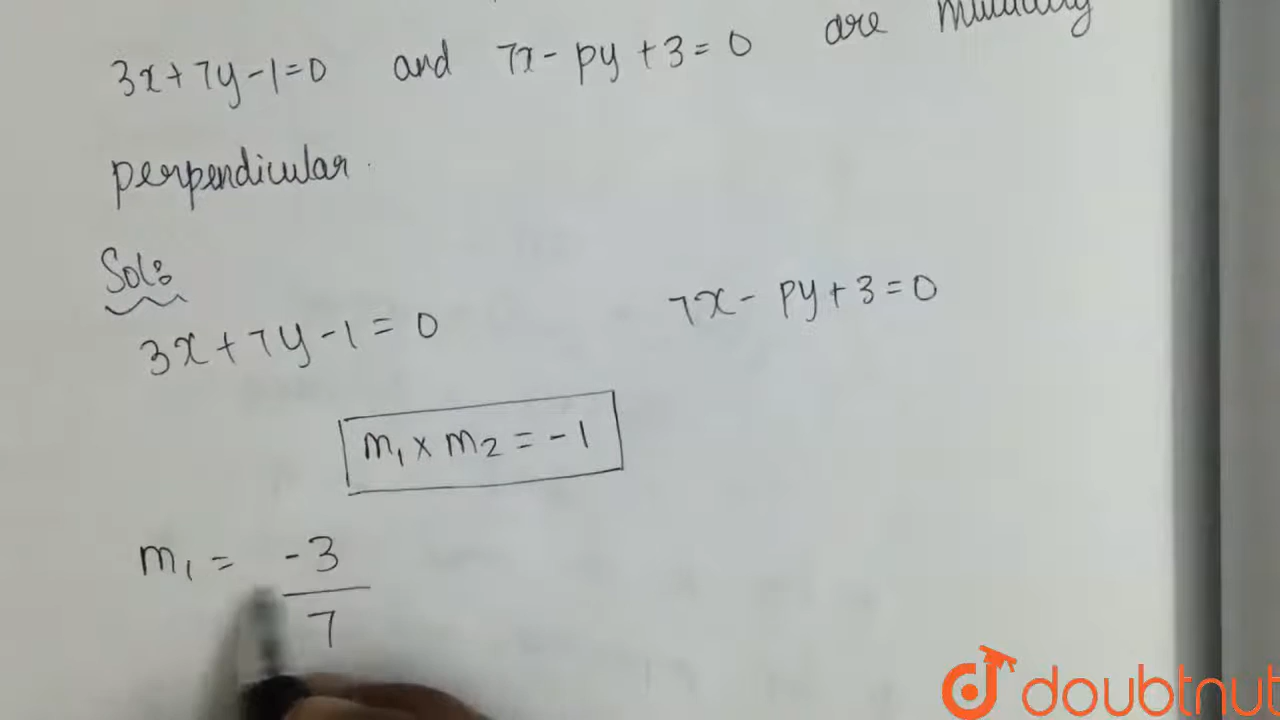 3x+7y-1=0 and 7x-py+3=0 are mutually
perpendicular.
Sol:
3x+7y-1=0 7x-py+3=0
m₁×m₂=-1
m₁= -3
7
doubtnut